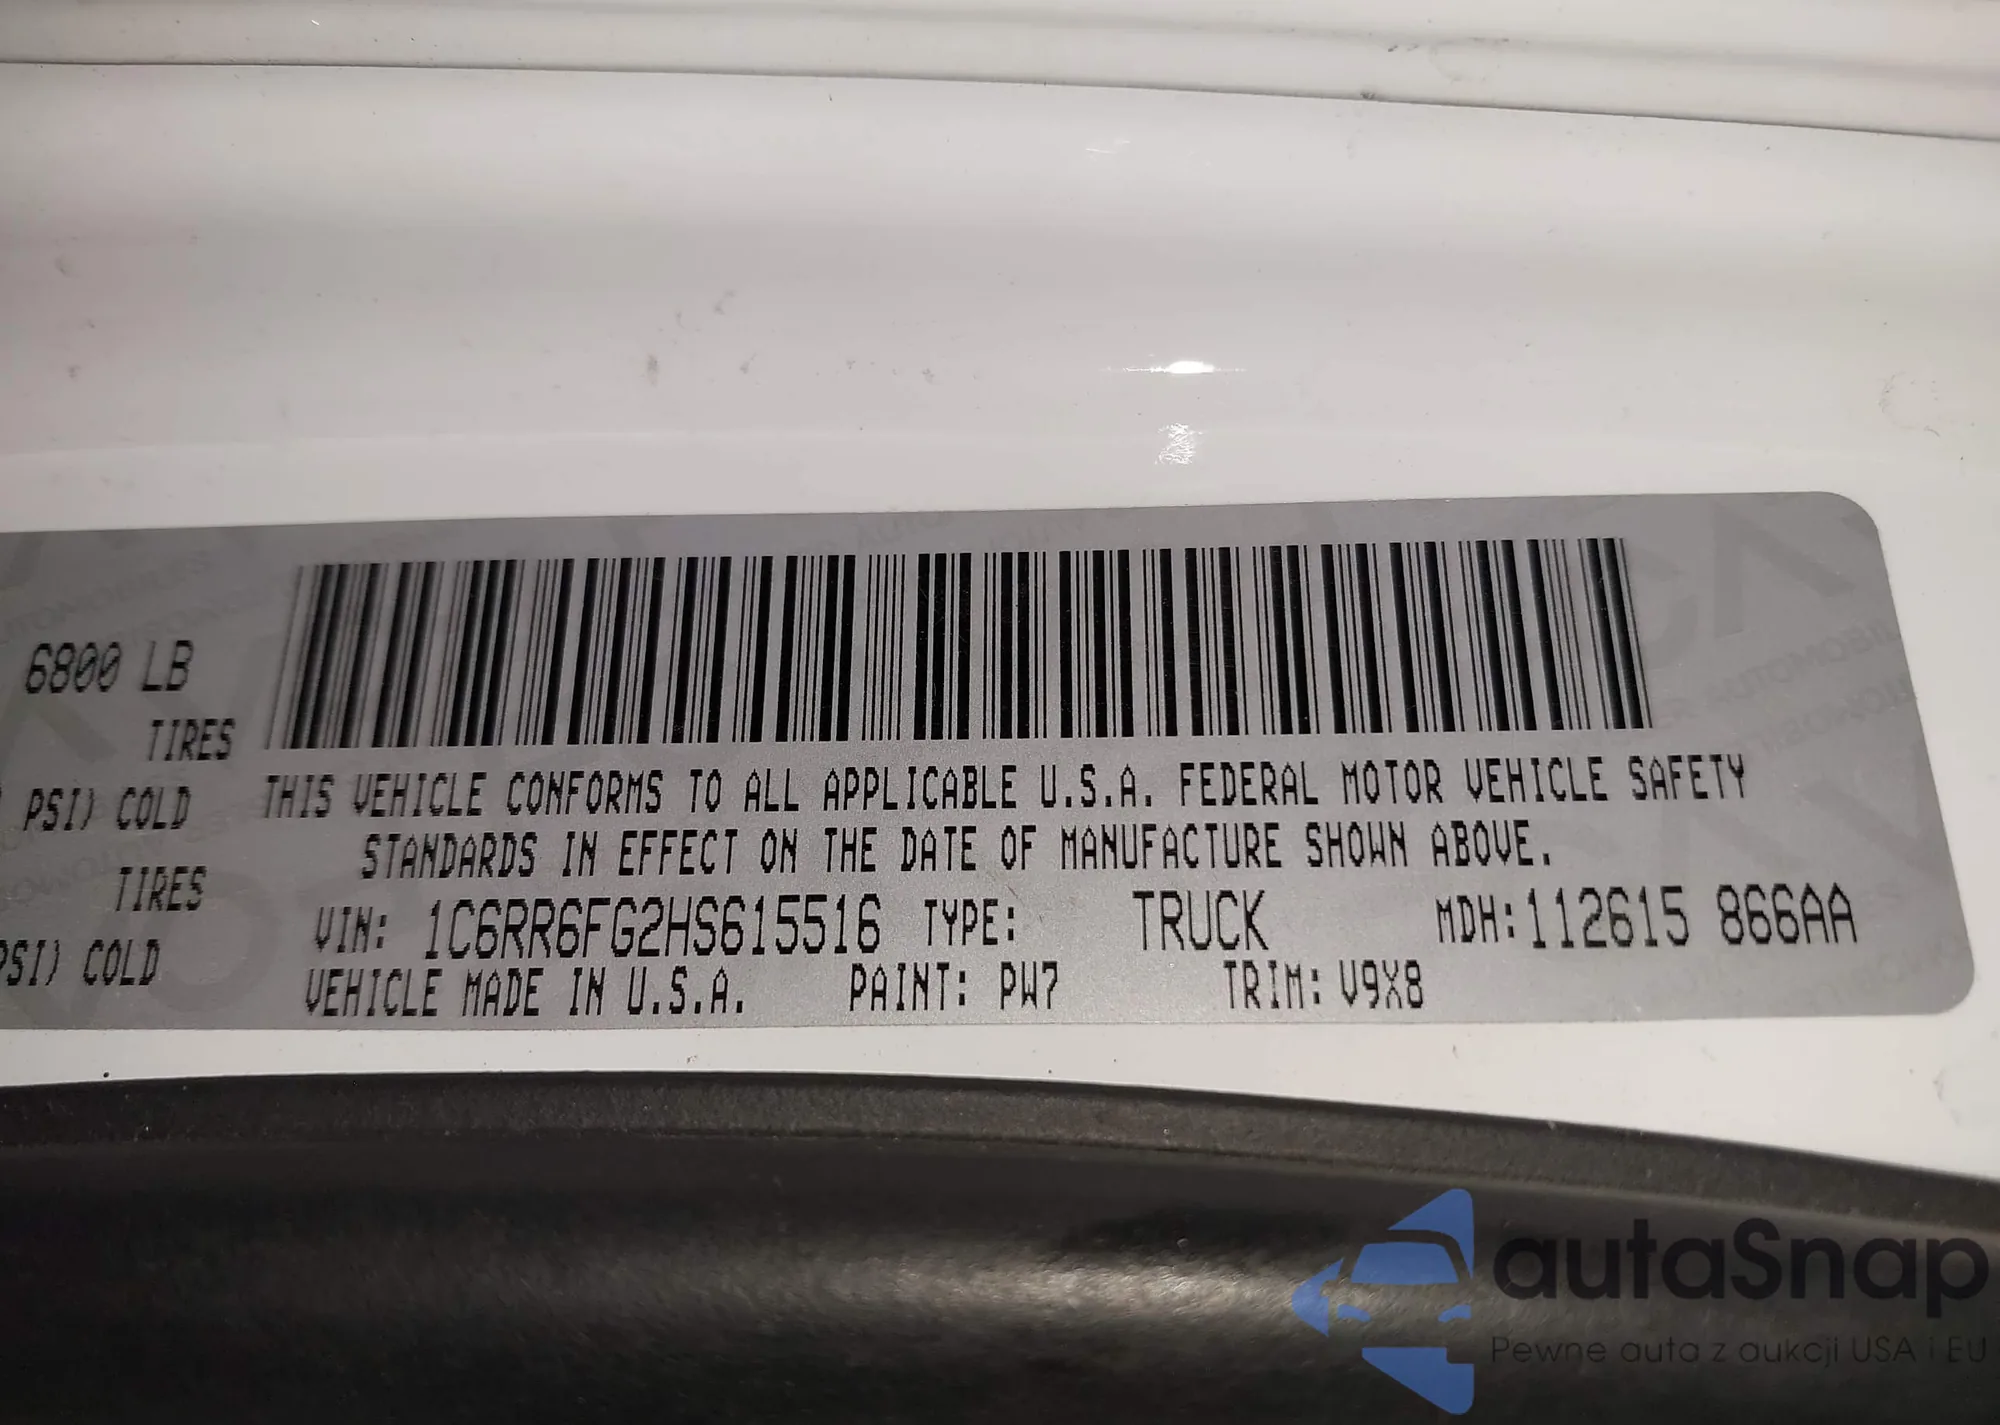 6800 LB
TIRES
PSI) COLD
TIRES
PSI) COLD
THIS VEHICLE CONFORMS TO ALL APPLICABLE U.S.A. FEDERAL MOTOR VEHICLE SAFETY
STANDARDS IN EFFECT ON THE DATE OF MANUFACTURE SHOWN ABOVE.
VIN: 1C6RR6FG2HS615516 TYPE: TRUCK MDH:112615 866AA
VEHICLE MADE IN U.S.A. PAINT: PW7 TRIM: V9X8
autaSnap
Pewne auta z aukcji USA i EU